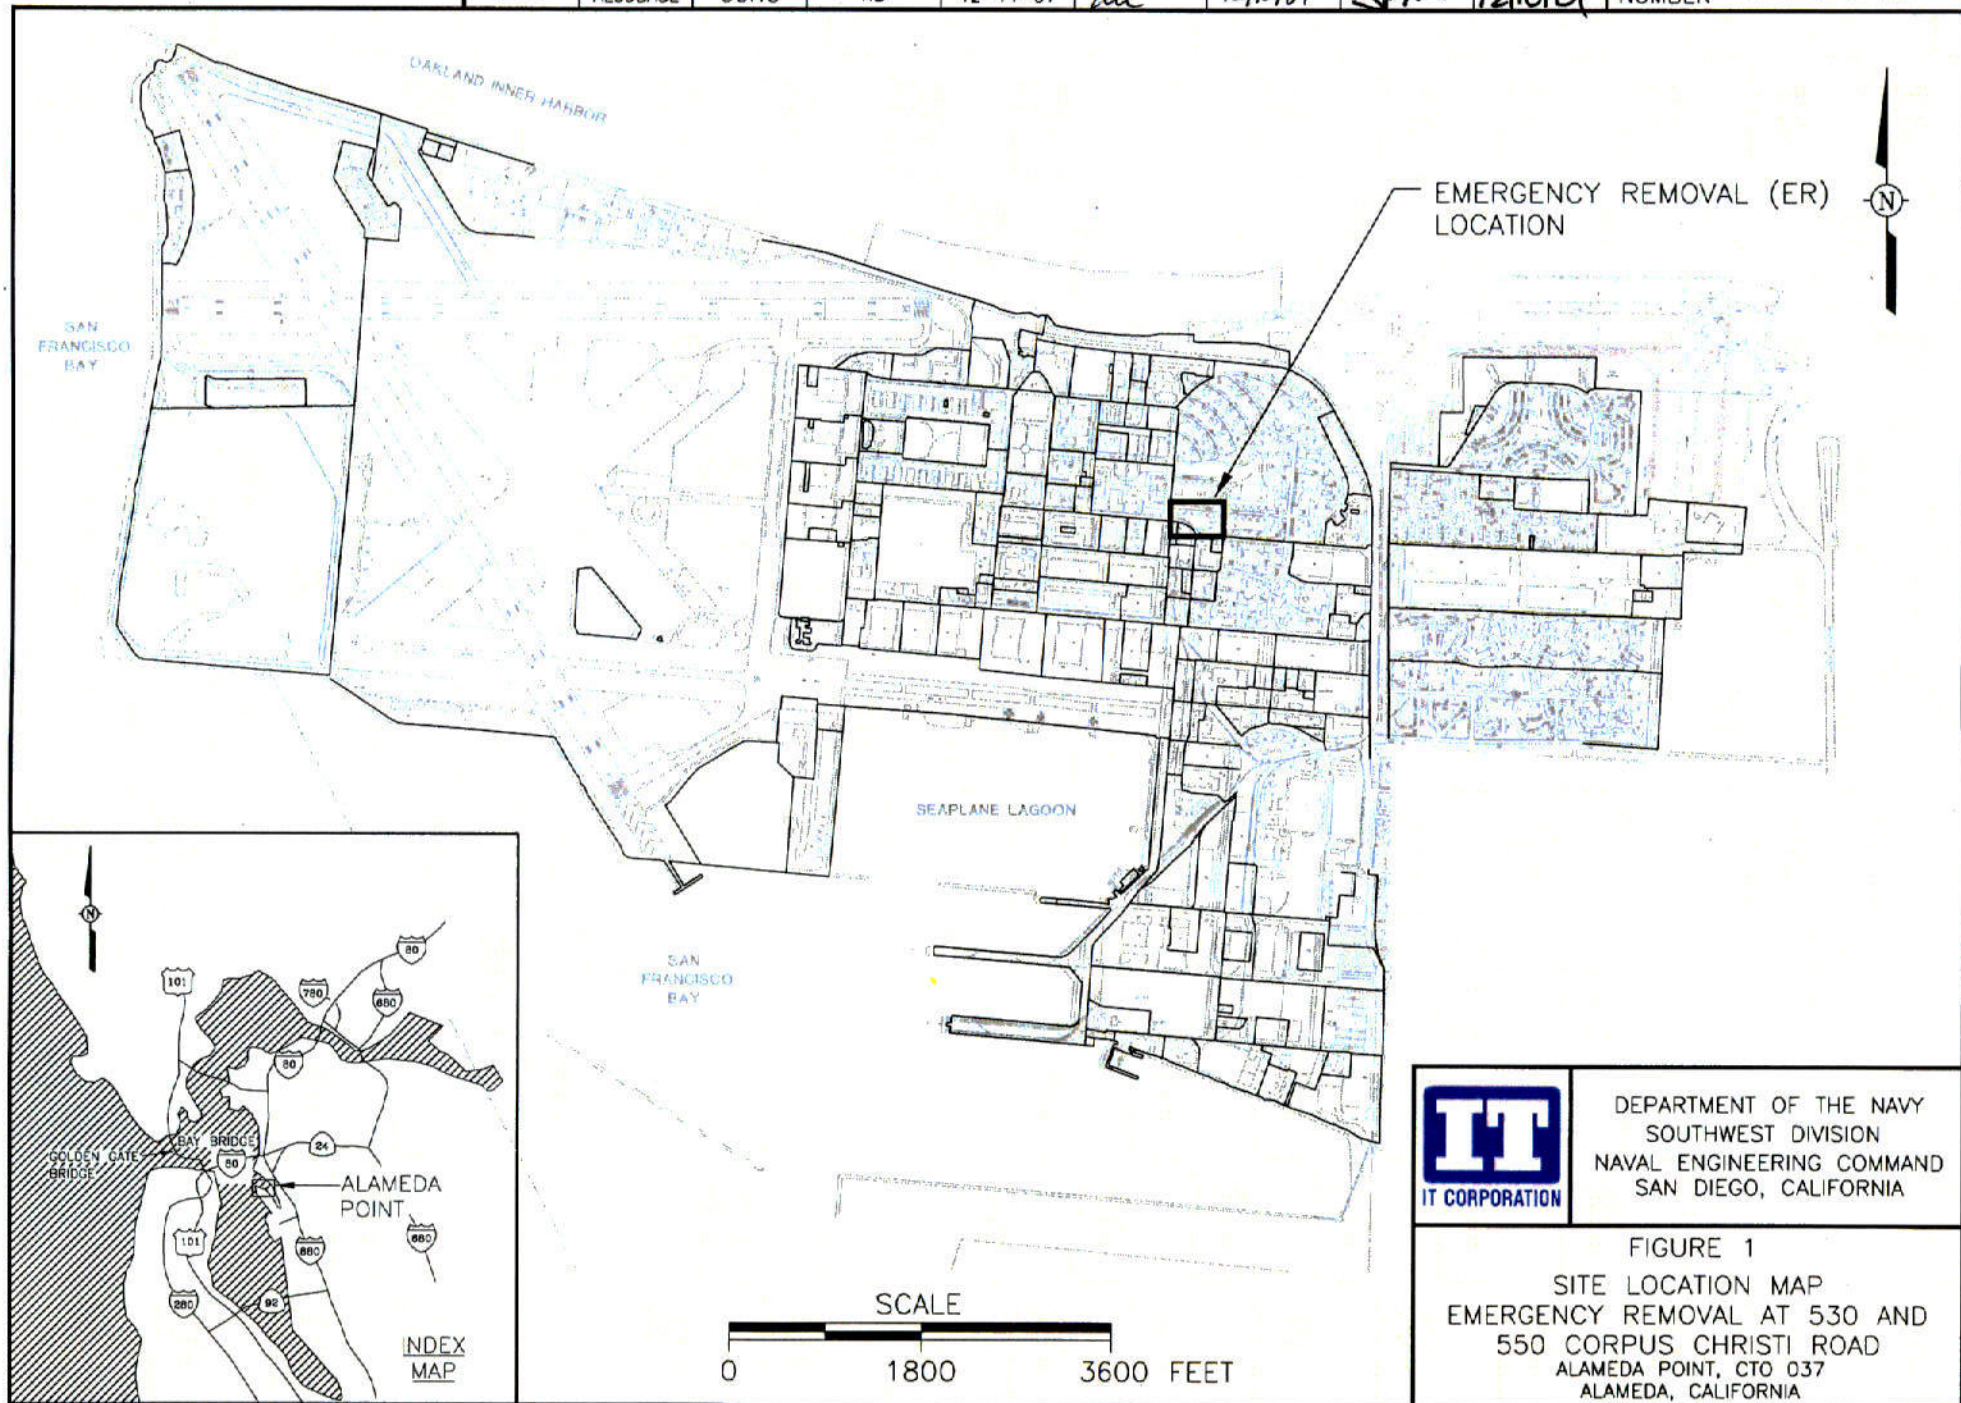 NUMBER
OAKLAND INNER HARBOR
EMERGENCY REMOVAL (ER)
LOCATION
N
SAN
FRANCISCO
BAY
SEAPLANE LAGOON
SAN
FRANCISCO
BAY
N
101
80
780
680
80
BAY BRIDGE
GOLDEN GATE
BRIDGE
80
24
ALAMEDA
POINT
101
880
680
280
92
INDEX
MAP
SCALE
0 1800 3600 FEET
IT
IT CORPORATION
DEPARTMENT OF THE NAVY
SOUTHWEST DIVISION
NAVAL ENGINEERING COMMAND
SAN DIEGO, CALIFORNIA
FIGURE 1
SITE LOCATION MAP
EMERGENCY REMOVAL AT 530 AND
550 CORPUS CHRISTI ROAD
ALAMEDA POINT, CTO 037
ALAMEDA, CALIFORNIA